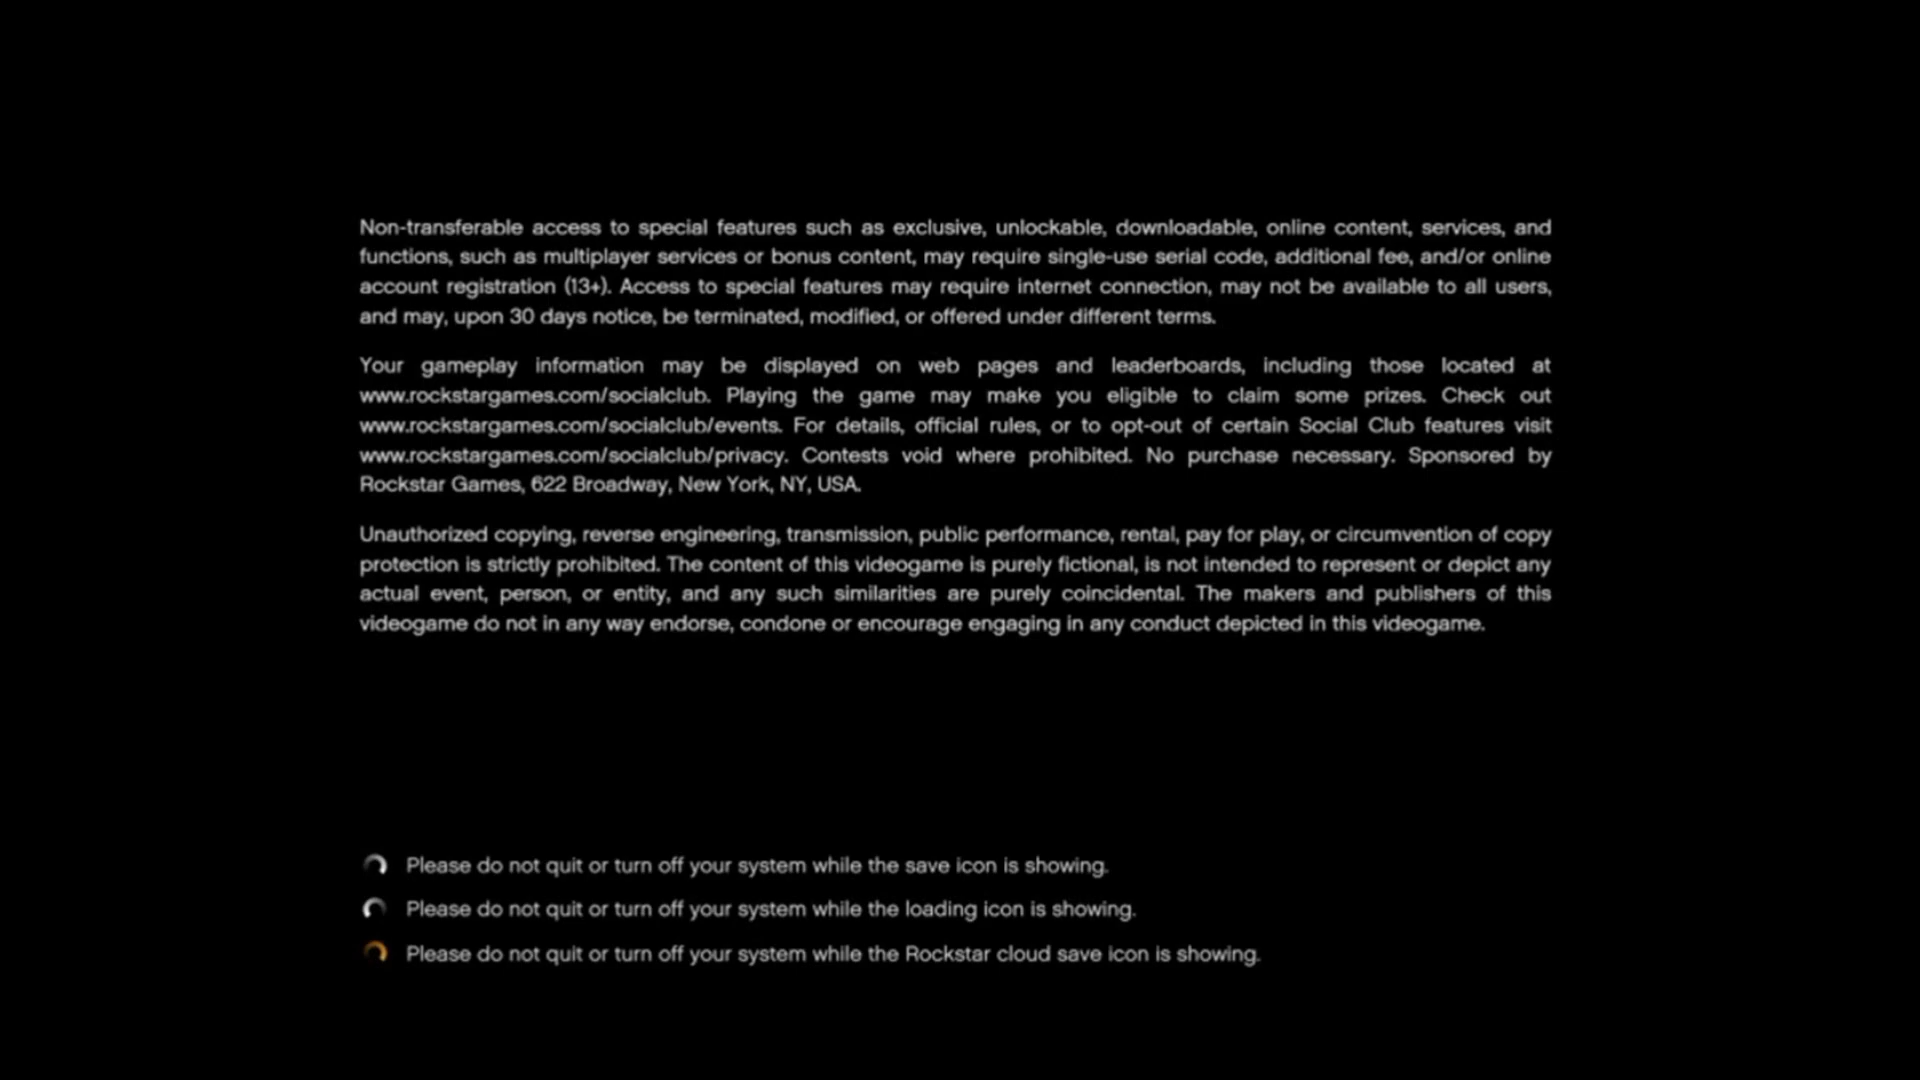 Non-transferable access to special features such as exclusive, unlockable, downloadable, online content, services, and
functions, such as multiplayer services or bonus content, may require single-use serial code, additional fee, and/or online
account registration (13+). Access to special features may require internet connection, may not be available to all users,
and may, upon 30 days notice, be terminated, modified, or offered under different terms.
Your gameplay information may be displayed on web pages and leaderboards, including those located at
www.rockstargames.com/socialclub. Playing the game may make you eligible to claim some prizes. Check out
www.rockstargames.com/socialclub/events. For details, official rules, or to opt-out of certain Social Club features visit
www.rockstargames.com/socialclub/privacy. Contests void where prohibited. No purchase necessary. Sponsored by
Rockstar Games, 622 Broadway, New York, NY, USA.
Unauthorized copying, reverse engineering, transmission, public performance, rental, pay for play, or circumvention of copy
protection is strictly prohibited. The content of this videogame is purely fictional, is not intended to represent or depict any
actual event, person, or entity, and any such similarities are purely coincidental. The makers and publishers of this
videogame do not in any way endorse, condone or encourage engaging in any conduct depicted in this videogame.
Please do not quit or turn off your system while the save icon is showing.
Please do not quit or turn off your system while the loading icon is showing.
Please do not quit or turn off your system while the Rockstar cloud save icon is showing.